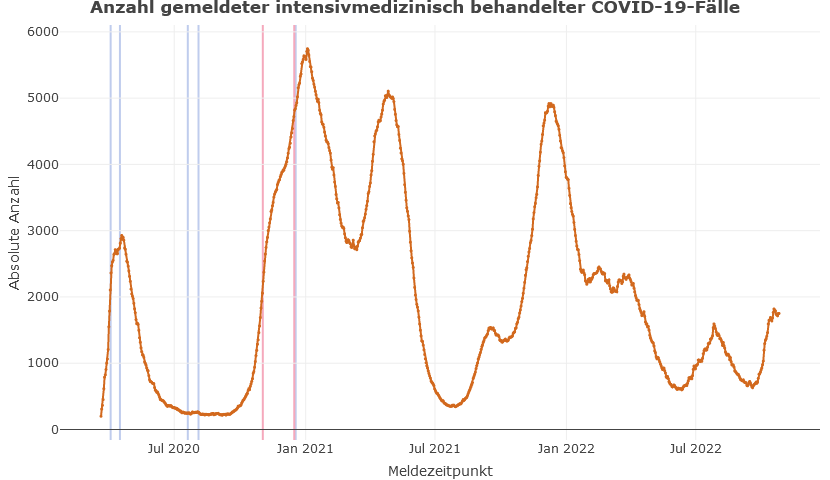 Anzahl gemeldeter intensivmedizinisch behandelter COVID-19-Fälle
6000
5000
4000
3000
2000
1000
0
Absolute Anzahl
Jul 2020
Jan 2021
Jul 2021
Jan 2022
Jul 2022
Meldezeitpunkt